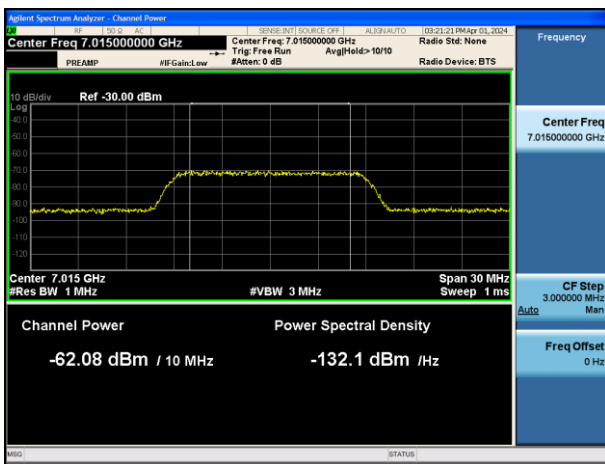 Agilent Spectrum Analyzer - Channel Power
RF 50 Ω AC SENSE:INT SOURCE OFF ALIGN AUTO 03:21:21 PM Apr 01, 2024
Center Freq 7.015000000 GHz
Center Freq: 7.015000000 GHz
Radio Std: None
Trig: Free Run Avg|Hold:>10/10
PREAMP #IFGain:Low #Atten: 0 dB Radio Device: BTS
Frequency
10 dB/div Ref -30.00 dBm
Log
-40.0
-50.0
-60.0
-70.0
-80.0
-90.0
-100
-110
-120
Center 7.015 GHz Span 30 MHz
#Res BW 1 MHz #VBW 3 MHz Sweep 1 ms
Channel Power Power Spectral Density
-62.08 dBm / 10 MHz -132.1 dBm /Hz
Center Freq
7.015000000 GHz
CF Step
3.000000 MHz
Auto Man
Freq Offset
0 Hz
MSG STATUS